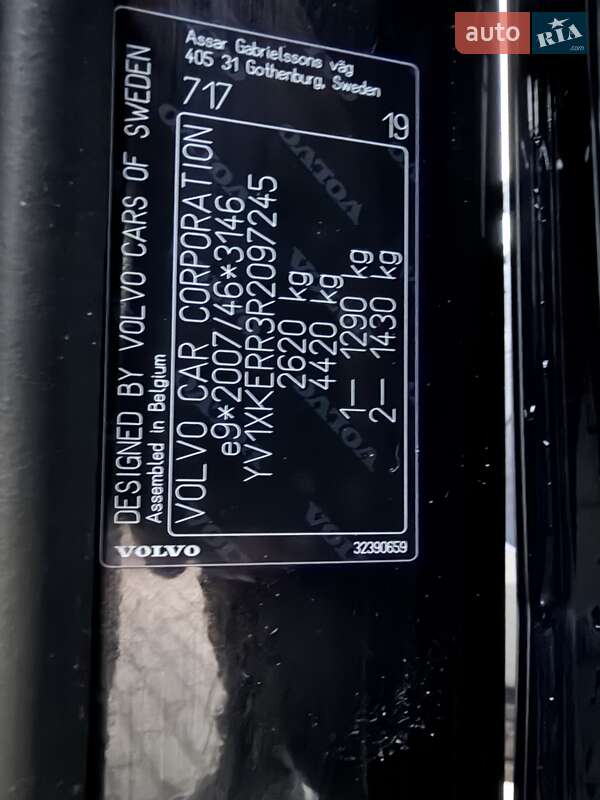 auto RIA .com
DESIGNED BY VOLVO CARS OF SWEDEN
Assembled in Belgium
Assar Gabrielssons väg
405 31 Gothenburg, Sweden
717
19
VOLVO CAR CORPORATION
e9*2007/46*3146
YV1XKERR3R2097245
2620 kg
4420 kg
1– 1290 kg
2– 1430 kg
VOLVO
32390659